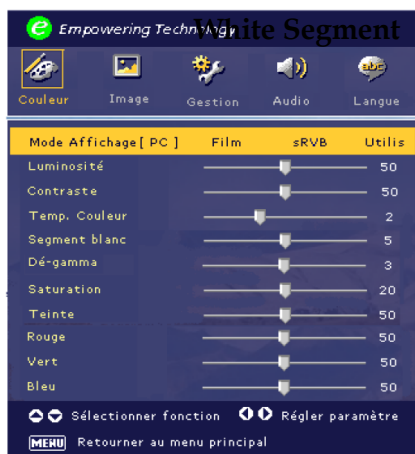 e Empowering Technology
White Segment
abc
Couleur Image Gestion Audio Langue
Mode Affichage[ PC ] Film sRVB Utilis
Luminosité 50
Contraste 50
Temp. Couleur 2
Segment blanc 5
Dé-gamma 3
Saturation 20
Teinte 50
Rouge 50
Vert 50
Bleu 50
Sélectionner fonction Régler paramètre
MENU Retourner au menu principal